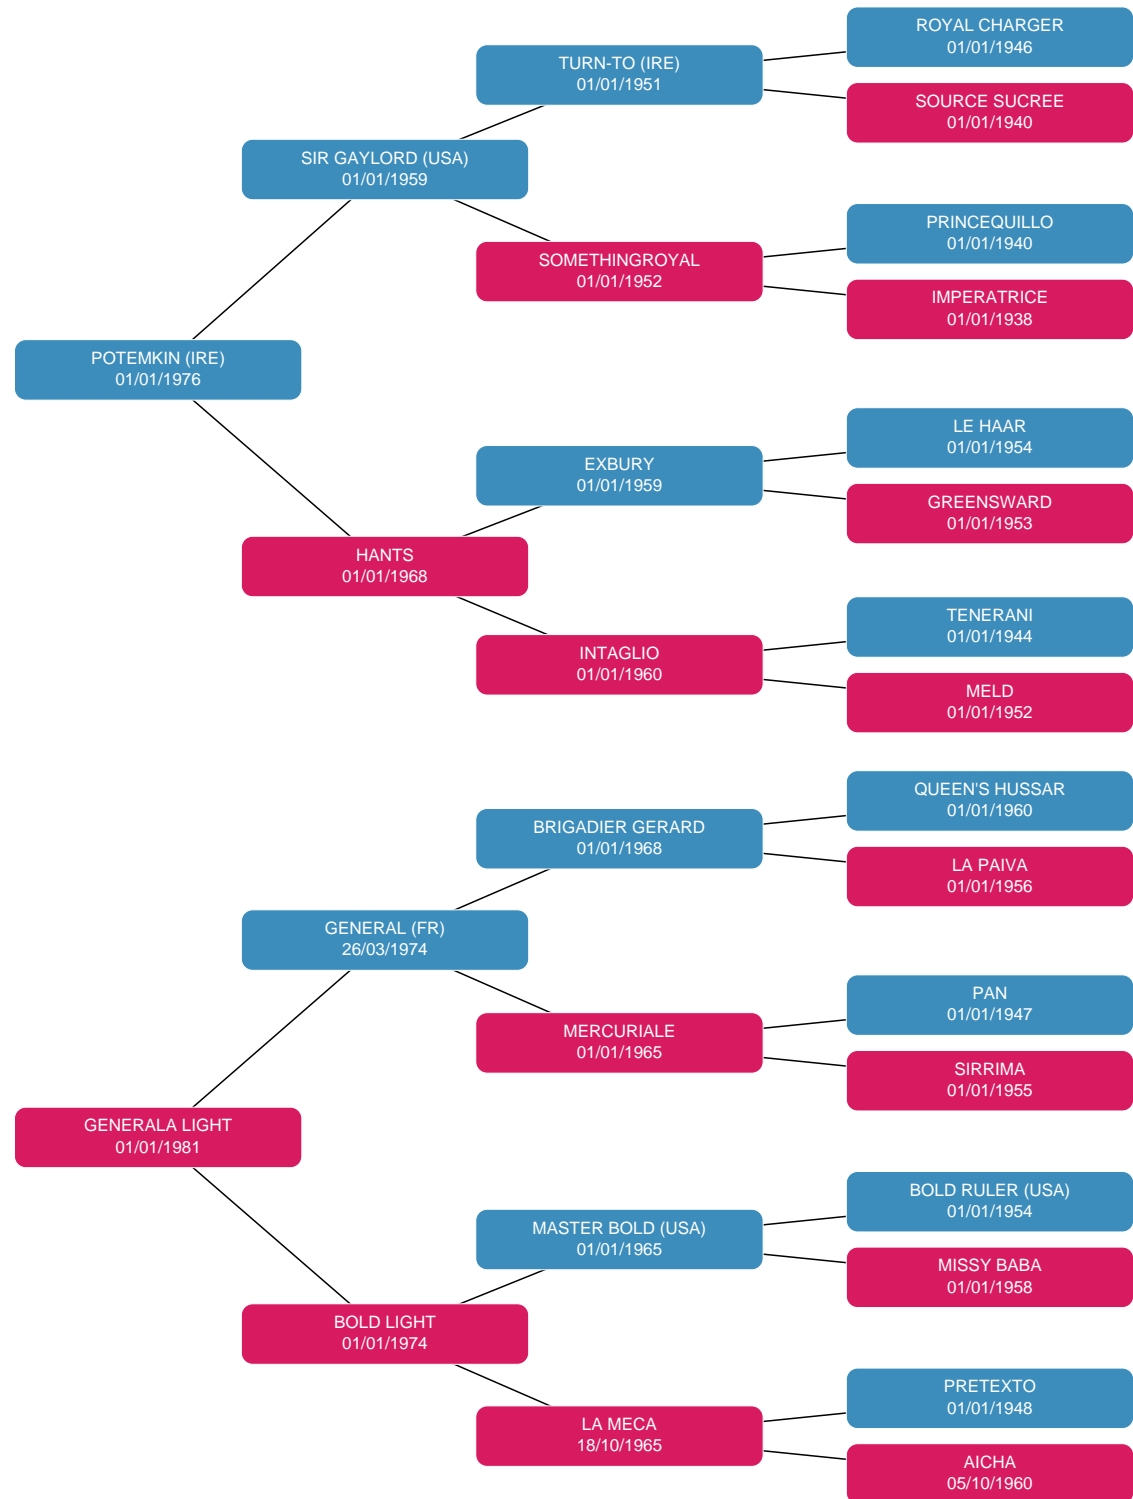 ROYAL CHARGER
01/01/1946
TURN-TO (IRE)
01/01/1951
SOURCE SUCREE
01/01/1940
SIR GAYLORD (USA)
01/01/1959
PRINCEQUILLO
01/01/1940
SOMETHINGROYAL
01/01/1952
IMPERATRICE
01/01/1938
POTEMKIN (IRE)
01/01/1976
LE HAAR
01/01/1954
EXBURY
01/01/1959
GREENSWARD
01/01/1953
HANTS
01/01/1968
TENERANI
01/01/1944
INTAGLIO
01/01/1960
MELD
01/01/1952
QUEEN'S HUSSAR
01/01/1960
BRIGADIER GERARD
01/01/1968
LA PAIVA
01/01/1956
GENERAL (FR)
26/03/1974
PAN
01/01/1947
MERCURIALE
01/01/1965
SIRRIMA
01/01/1955
GENERALA LIGHT
01/01/1981
BOLD RULER (USA)
01/01/1954
MASTER BOLD (USA)
01/01/1965
MISSY BABA
01/01/1958
BOLD LIGHT
01/01/1974
PRETEXTO
01/01/1948
LA MECA
18/10/1965
AICHA
05/10/1960